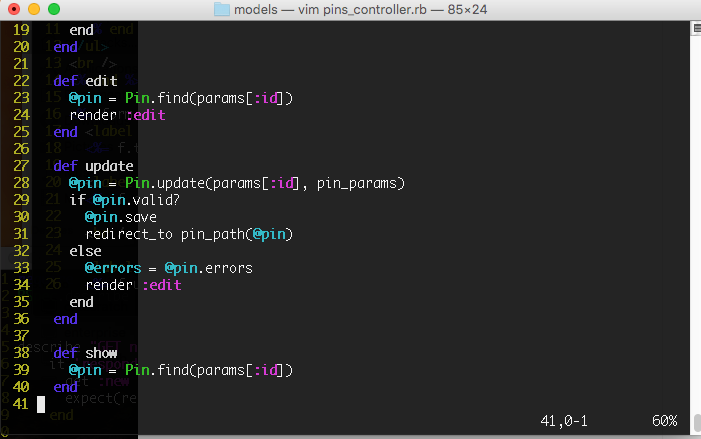 models — vim pins_controller.rb — 85×24
19 end
20 end
21
22 def edit
23 @pin = Pin.find(params[:id])
24 render :edit
25 end
26
27 def update
28 @pin = Pin.update(params[:id], pin_params)
29 if @pin.valid?
30 @pin.save
31 redirect_to pin_path(@pin)
32 else
33 @errors = @pin.errors
34 render :edit
35 end
36 end
37
38 def show
39 @pin = Pin.find(params[:id])
40 end
41
41,0-1 60%